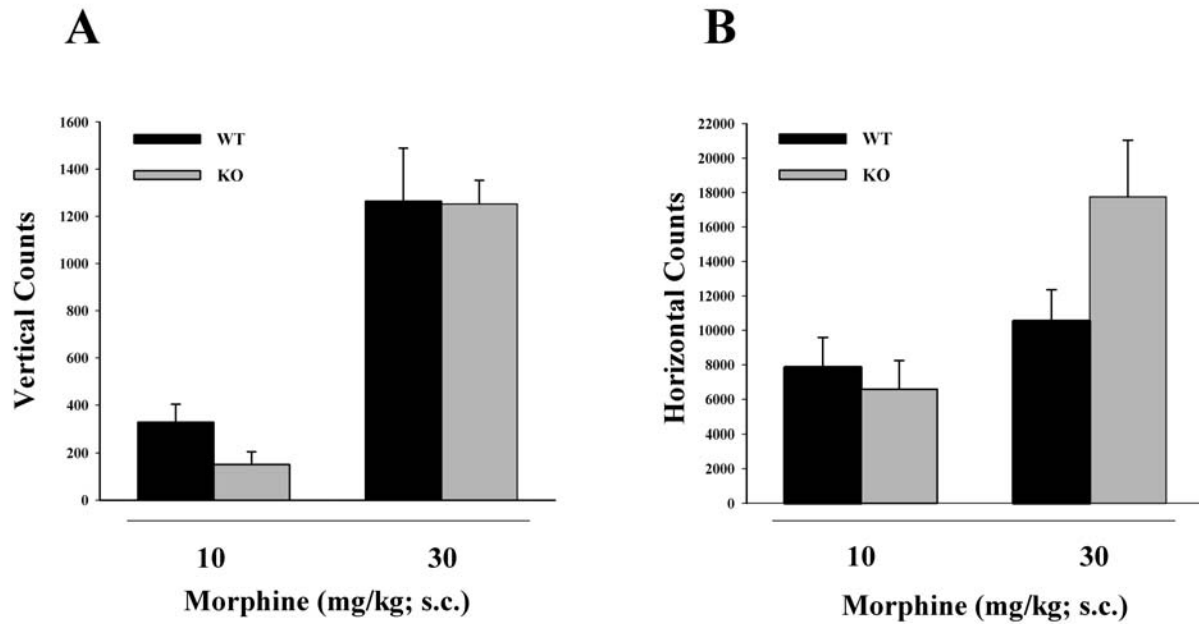 A
Vertical Counts
1600
1400
1200
1000
800
600
400
200
0
WT
KO
10 30
Morphine (mg/kg; s.c.)
B
Horizontal Counts
22000
20000
18000
16000
14000
12000
10000
8000
6000
4000
2000
0
WT
KO
10 30
Morphine (mg/kg; s.c.)